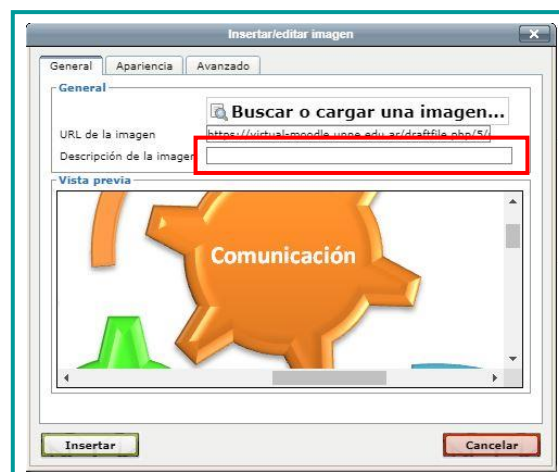 Insertar/editar imagen
General Apariencia Avanzado
General
Buscar o cargar una imagen...
URL de la imagen https://virtual-moodle.unne.edu.ar/draftfile.php/5/
Descripción de la imagen
Vista previa
Comunicación
Insertar Cancelar